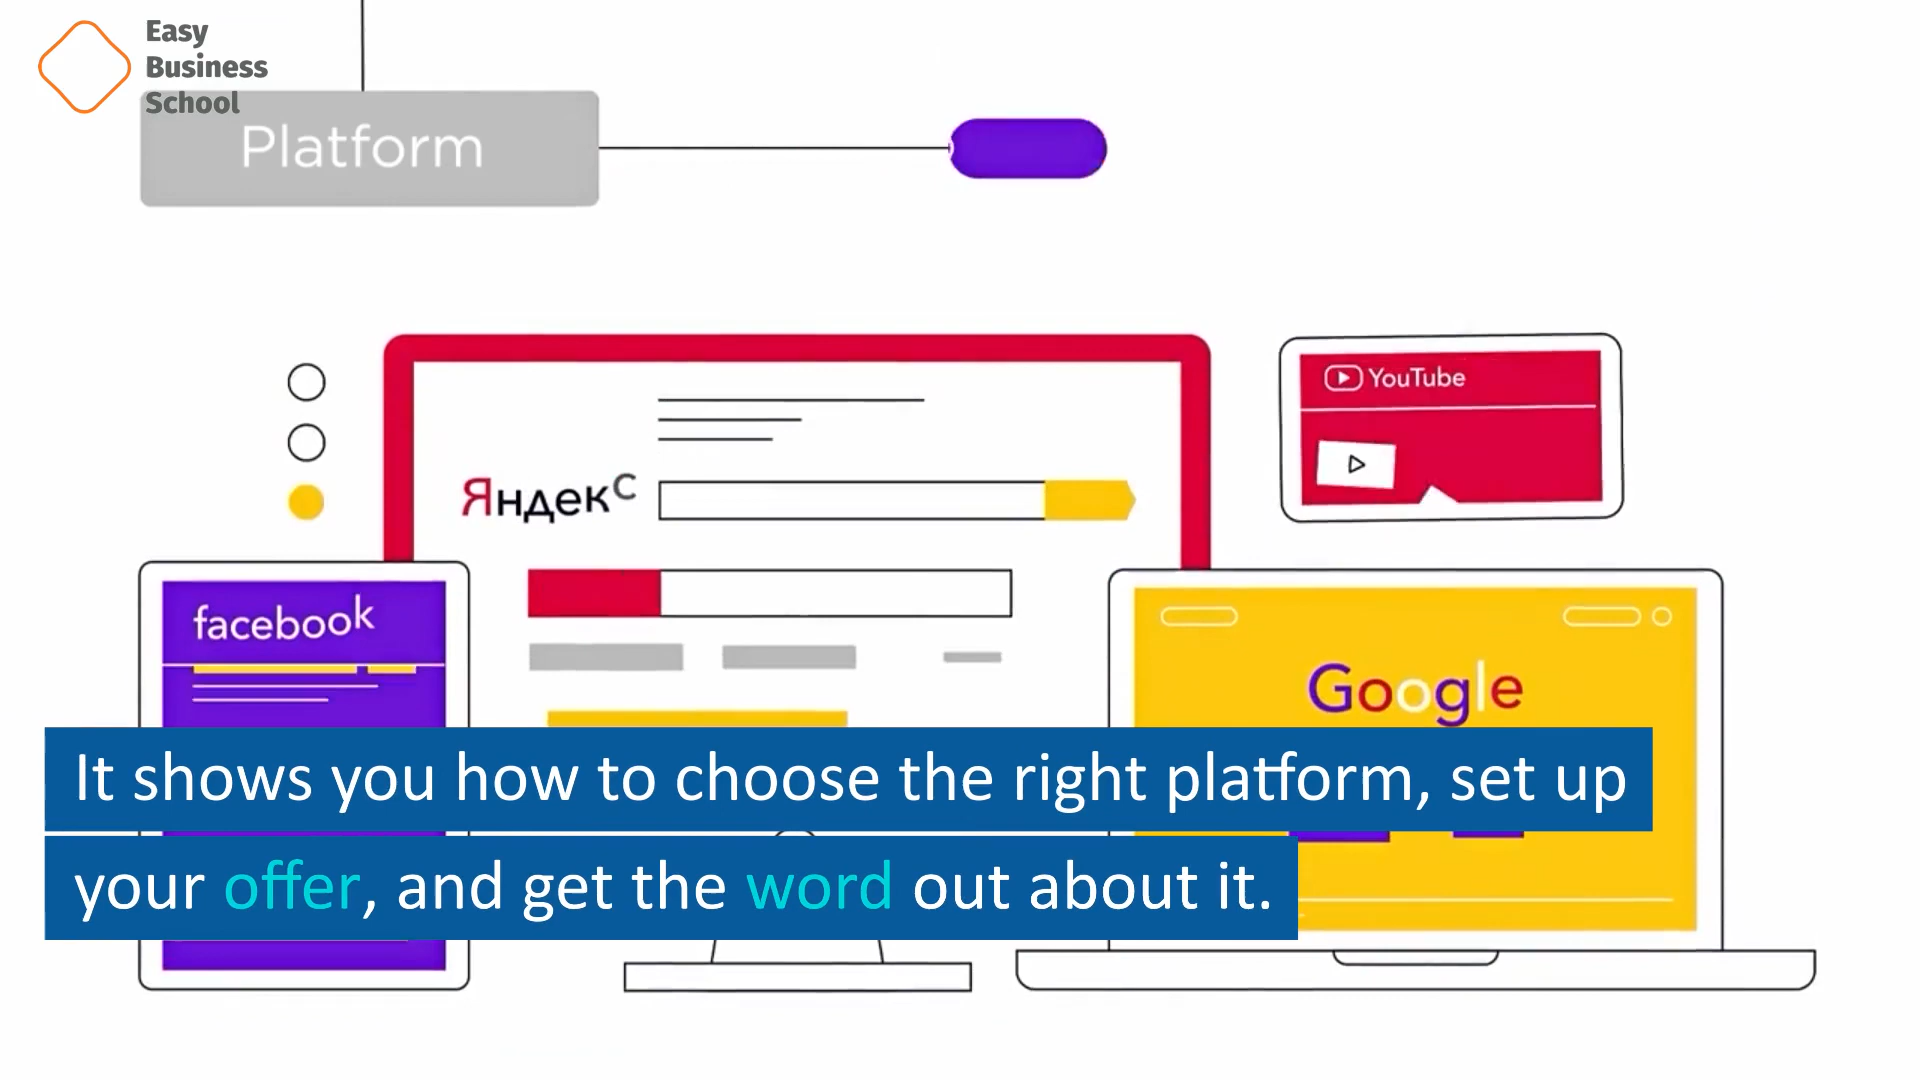 Easy
Business
School
Platform
YouTube
Яндекс
facebook
Google
It shows you how to choose the right platform, set up
your offer, and get the word out about it.